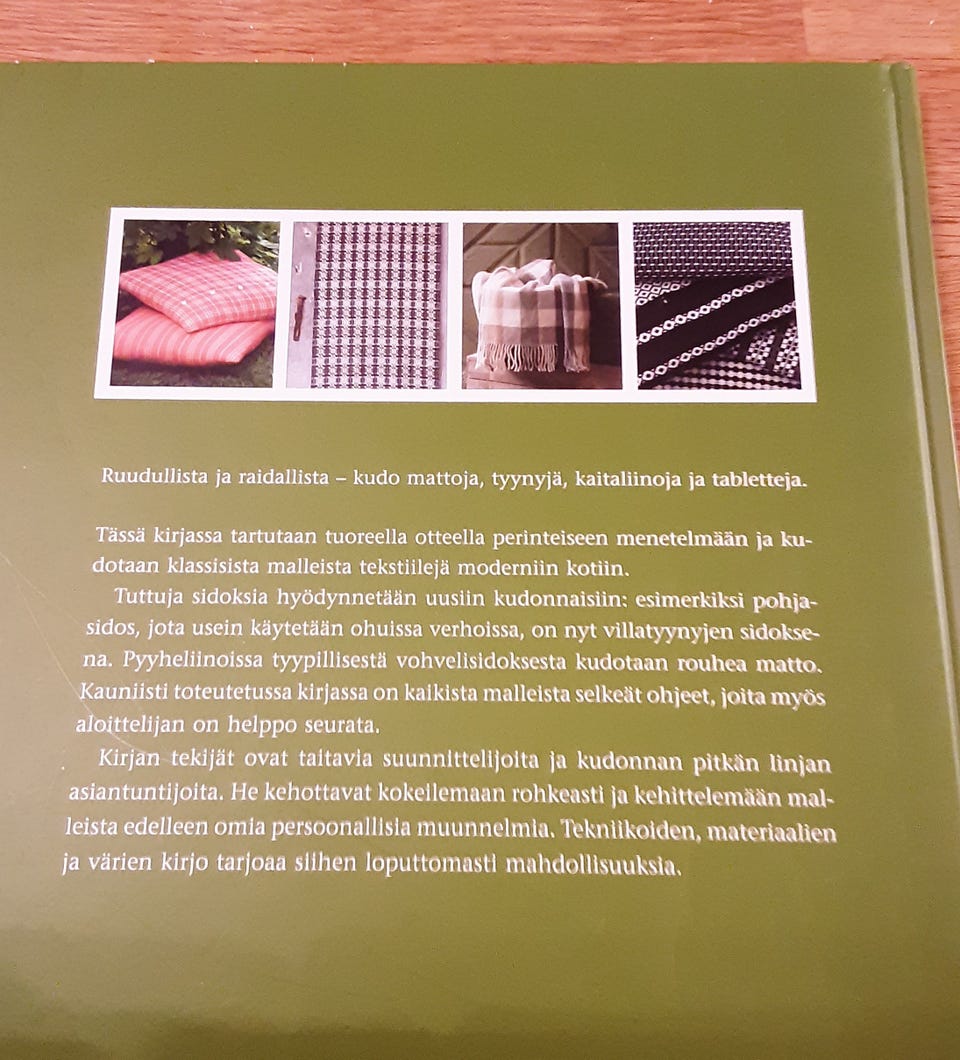 Ruudullista ja raidallista – kudo mattoja, tyynyjä, kaitaliinoja ja tabletteja.
Tässä kirjassa tartutaan tuoreella otteella perinteiseen menetelmään ja ku-
dotaan klassisista malleista tekstiilejä moderniin kotiin.
Tuttuja sidoksia hyödynnetään uusiin kudonnaisiin: esimerkiksi pohja-
sidos, jota usein käytetään ohuissa verhoissa, on nyt villatyynyjen sidokse-
na. Pyyheliinoissa tyypillisestä vohvelisidoksesta kudotaan rouhea matto.
Kauniisti toteutetussa kirjassa on kaikista malleista selkeät ohjeet, joita myös
aloittelijan on helppo seurata.
Kirjan tekijät ovat taitavia suunnittelijoita ja kudonnan pitkän linjan
asiantuntijoita. He kehottavat kokeilemaan rohkeasti ja kehittelemään mal-
leista edelleen omia persoonallisia muunnelmia. Tekniikoiden, materiaalien
ja värien kirjo tarjoaa siihen loputtomasti mahdollisuuksia.